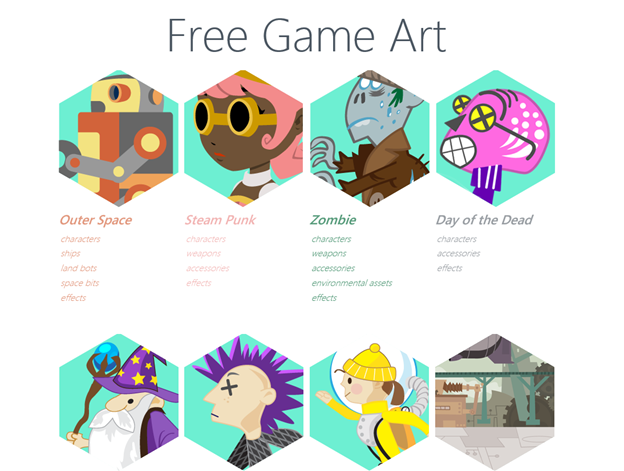 Free Game Art
Outer Space
characters
ships
land bots
space bits
effects
Steam Punk
characters
weapons
accessories
effects
Zombie
characters
weapons
accessories
environmental assets
effects
Day of the Dead
characters
accessories
effects